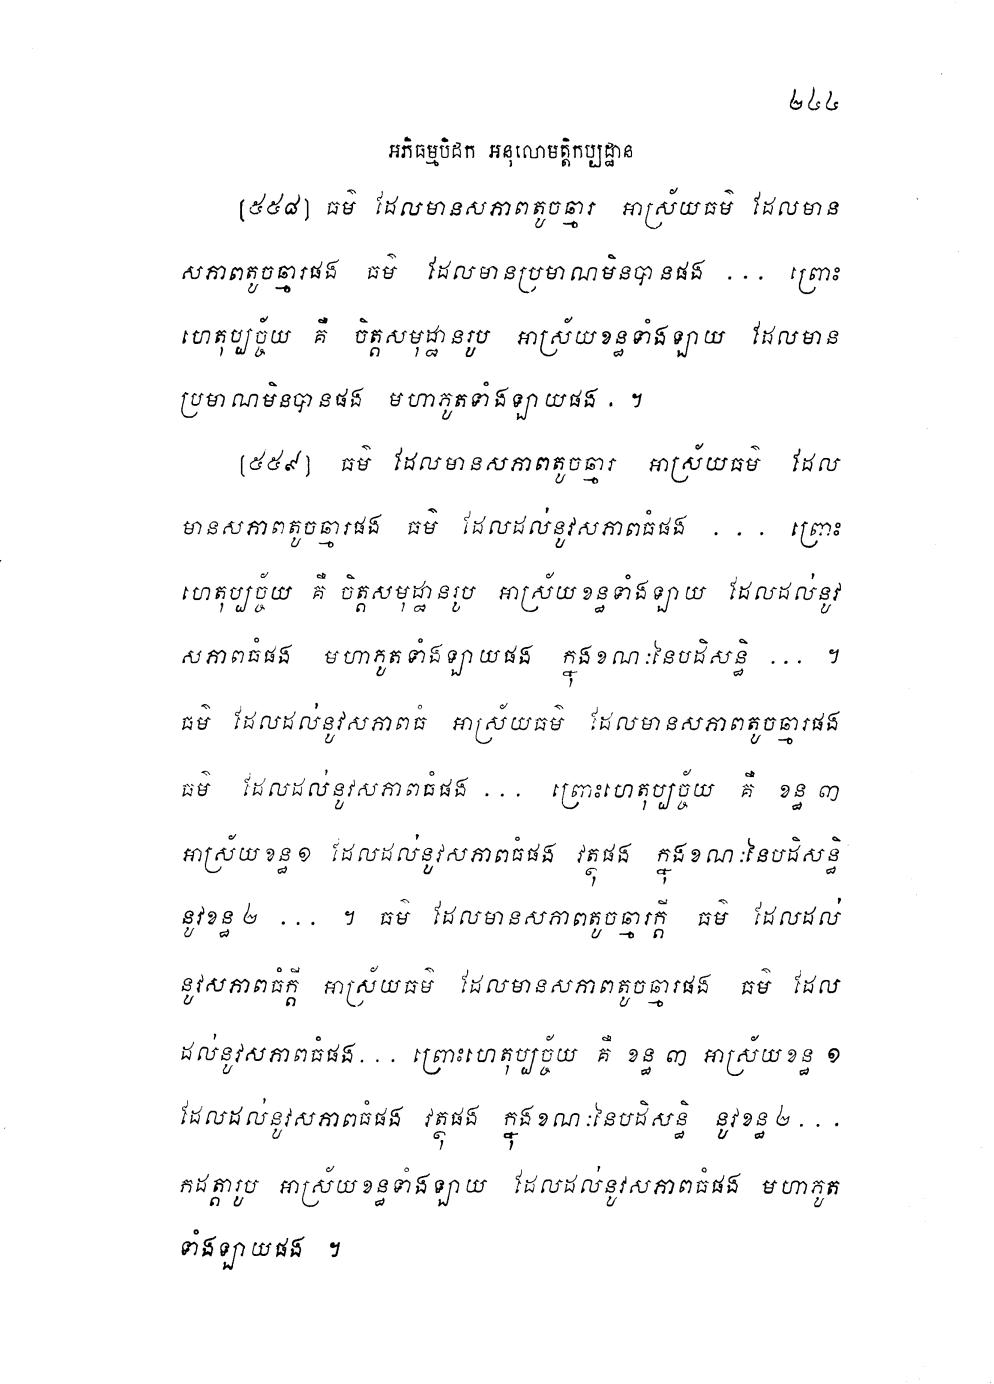 ២៤៤
អភិធម្មបិដក អនុលោមត្តិកប្បដ្ឋាន
[៥៥៨] ធម៌ ដែលមានសភាពតូចឆ្មារ អាស្រ័យធម៌ ដែលមាន
សភាពតូចឆ្មារផង ធម៌ ដែលមានប្រមាណមិនបានផង ... ព្រោះ
ហេតុប្បច្ច័យ គឺ ចិត្តសមុដ្ឋានរូប អាស្រ័យខន្ធទាំងឡាយ ដែលមាន
ប្រមាណមិនបានផង មហាភូតទាំងឡាយផង . ។
[៥៥៩] ធម៌ ដែលមានសភាពតូចឆ្មារ អាស្រ័យធម៌ ដែល
មានសភាពតូចឆ្មារផង ធម៌ ដែលដល់នូវសភាពធំផង ... ព្រោះ
ហេតុប្បច្ច័យ គឺ ចិត្តសមុដ្ឋានរូប អាស្រ័យខន្ធទាំងឡាយ ដែលដល់នូវ
សភាពធំផង មហាភូតទាំងឡាយផង ក្នុងខណៈនៃបដិសន្ធិ ... ។
ធម៌ ដែលដល់នូវសភាពធំ អាស្រ័យធម៌ ដែលមានសភាពតូចឆ្មារផង
ធម៌ ដែលដល់នូវសភាពធំផង ... ព្រោះហេតុប្បច្ច័យ គឺ ខន្ធ ៣
អាស្រ័យខន្ធ ១ ដែលដល់នូវសភាពធំផង វត្ថុផង ក្នុងខណៈនៃបដិសន្ធិ
នូវខន្ធ ២ ... ។ ធម៌ ដែលមានសភាពតូចឆ្មារក្តី ធម៌ ដែលដល់
នូវសភាពធំក្តី អាស្រ័យធម៌ ដែលមានសភាពតូចឆ្មារផង ធម៌ ដែល
ដល់នូវសភាពធំផង... ព្រោះហេតុប្បច្ច័យ គឺ ខន្ធ ៣ អាស្រ័យខន្ធ ១
ដែលដល់នូវសភាពធំផង វត្ថុផង ក្នុងខណៈនៃបដិសន្ធិ នូវខន្ធ ២ ...
កដត្តារូប អាស្រ័យខន្ធទាំងឡាយ ដែលដល់នូវសភាពធំផង មហាភូត
ទាំងឡាយផង ។